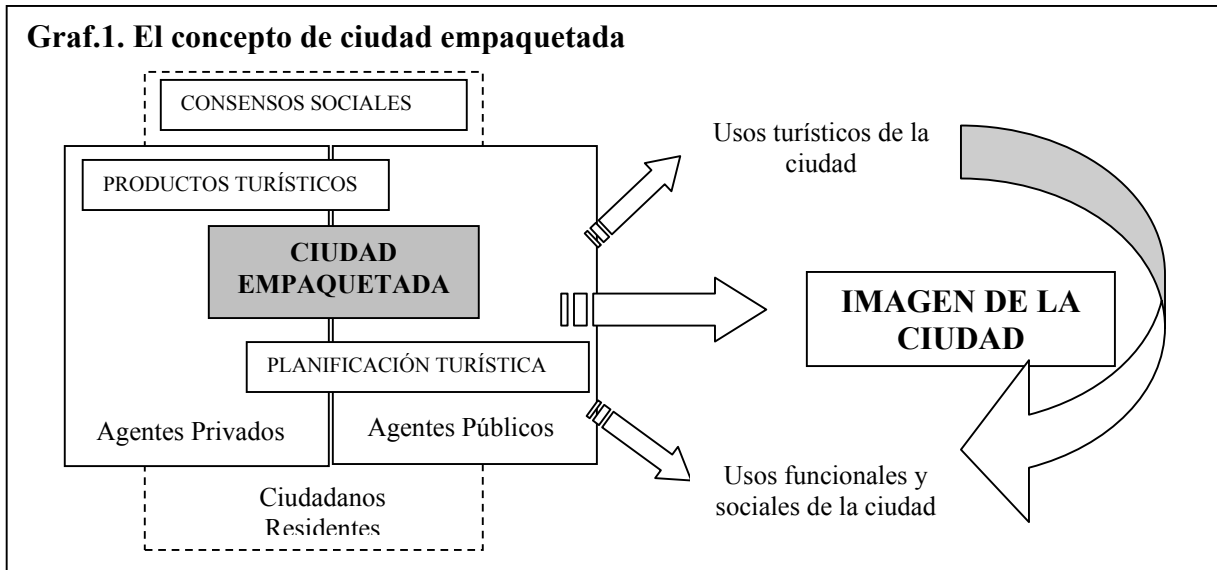 Graf.1. El concepto de ciudad empaquetada
CONSENSOS SOCIALES
PRODUCTOS TURÍSTICOS
CIUDAD
EMPAQUETADA
PLANIFICACIÓN TURÍSTICA
Agentes Privados
Agentes Públicos
Ciudadanos
Residentes
Usos turísticos de la
ciudad
IMAGEN DE LA
CIUDAD
Usos funcionales y
sociales de la ciudad